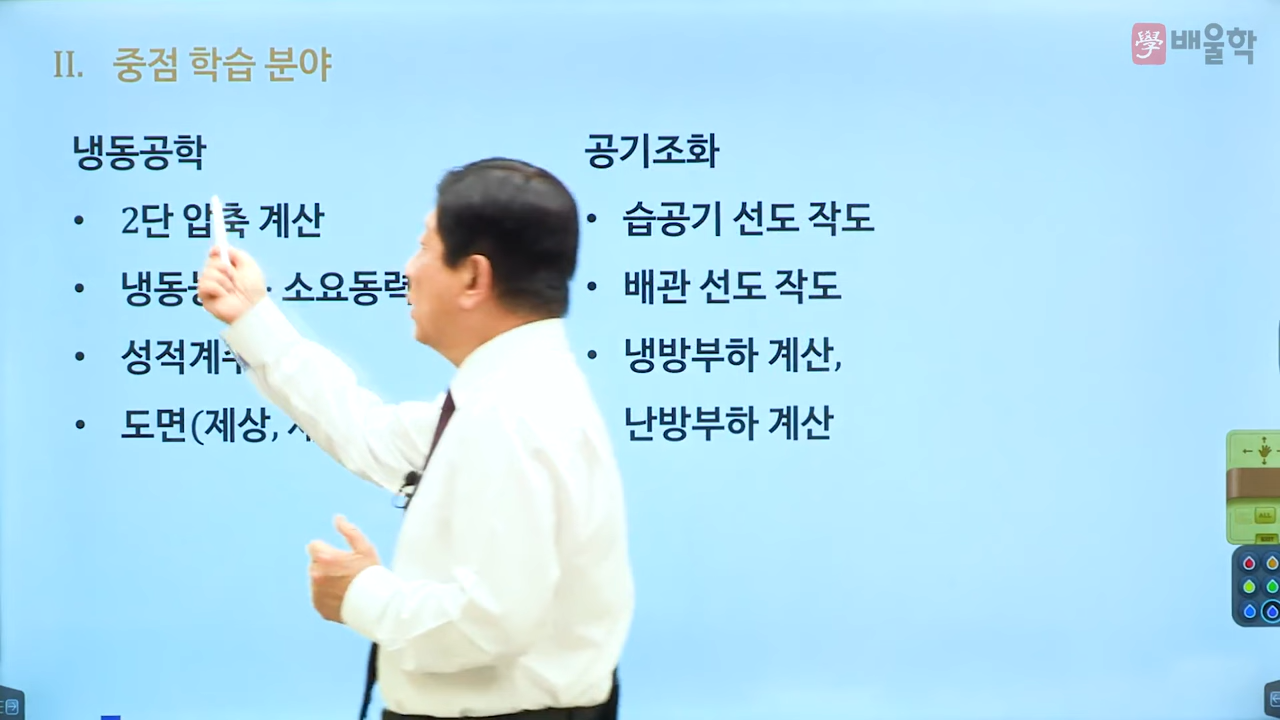 II. 중점 학습 분야
學 배울학
냉동공학
• 2단 압축 계산
• 소요동력
• 성적계수
• 도면(제상,
공기조화
• 습공기 선도 작도
• 배관 선도 작도
• 냉방부하 계산,
난방부하 계산
ALL